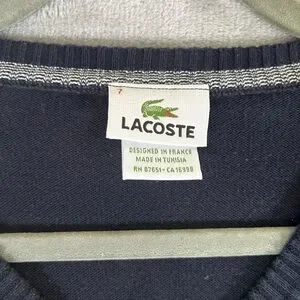 7
LACOSTE
DESIGNED IN FRANCE
MADE IN TUNISIA
RN 87651 - CA 15998